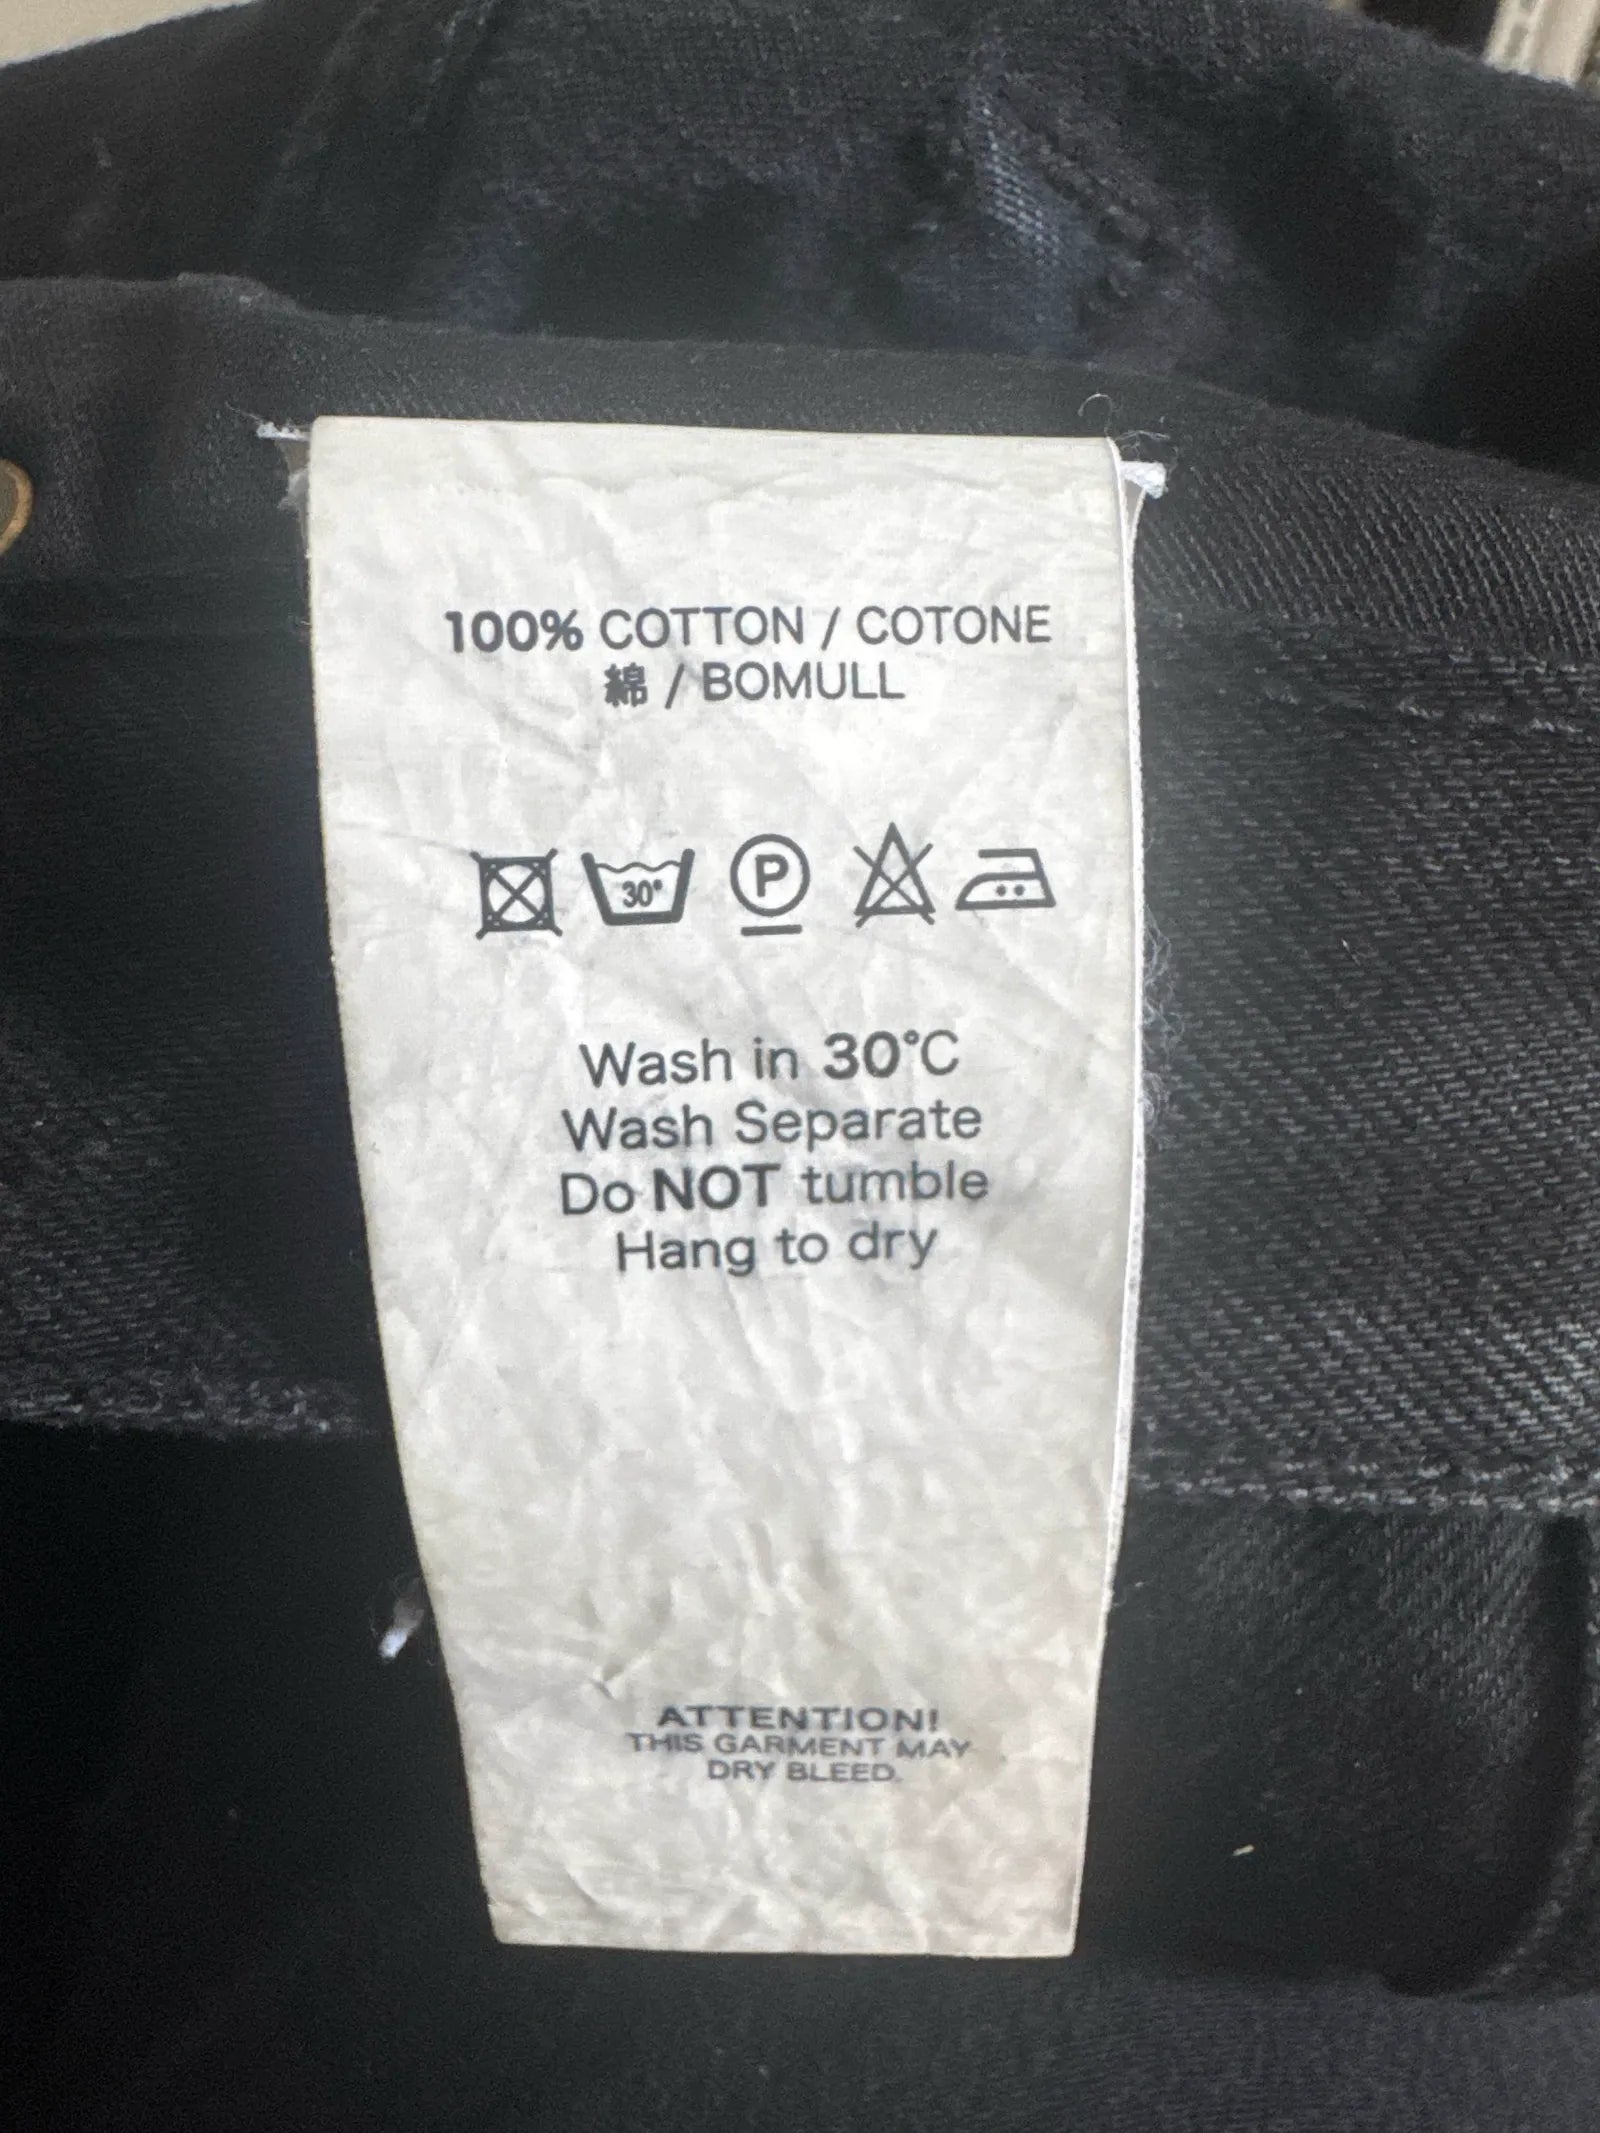 100% COTTON / COTONE
綿 / BOMULL
30°
P
Wash in 30°C
Wash Separate
Do NOT tumble
Hang to dry
ATTENTION!
THIS GARMENT MAY
DRY BLEED.